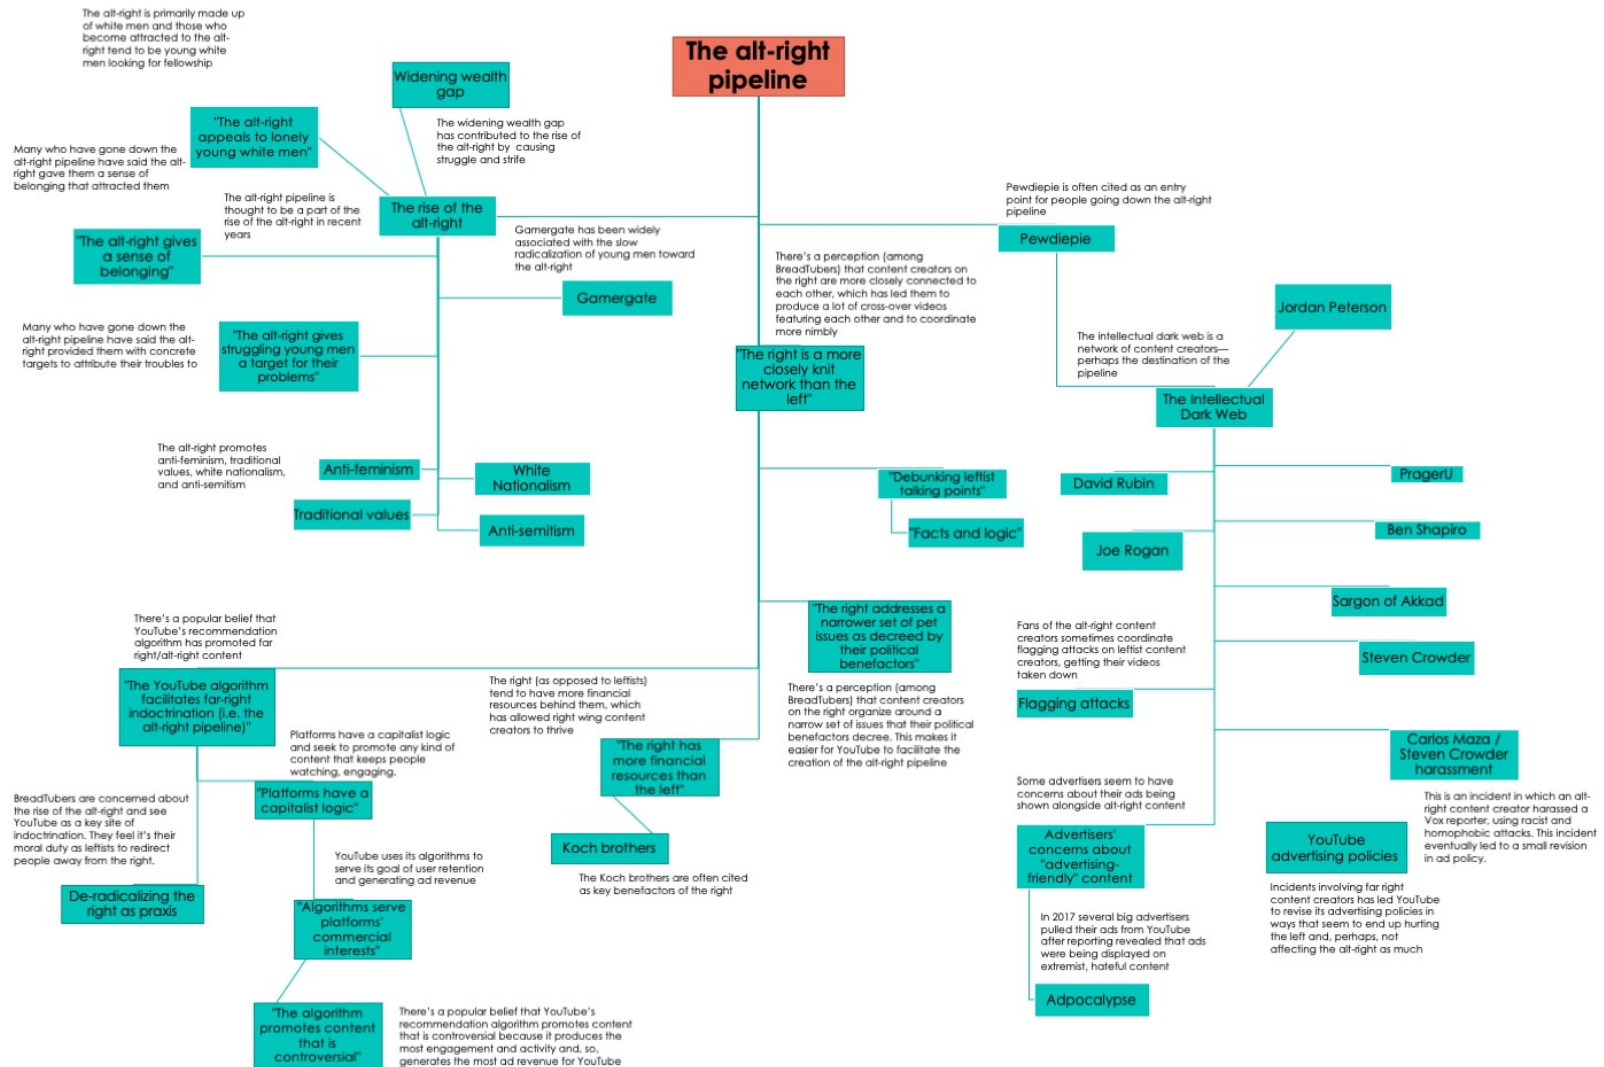 The alt-right is primarily made up
of white men and those who
become attracted to the alt-
right tend to be young white
men looking for fellowship
The alt-right
pipeline
Widening wealth
gap
The widening wealth gap
has contributed to the rise of
the alt-right by causing
struggle and strife
"The alt-right
appeals to lonely
young white men"
Many who have gone down the
alt-right pipeline have said the alt-
right gave them a sense of
belonging that attracted them
The alt-right pipeline is
thought to be a part of the
rise of the alt-right in recent
years
The rise of the
alt-right
"The alt-right gives
a sense of
belonging"
Gamergate has been widely
associated with the slow
radicalization of young men toward
the alt-right
Gamergate
Many who have gone down the
alt-right pipeline have said the alt-
right provided them with concrete
targets to attribute their troubles to
"The alt-right gives
struggling young men
a target for their
problems"
The alt-right promotes
anti-feminism, traditional
values, white nationalism,
and anti-semitism
Anti-feminism
White
Nationalism
Traditional values
Anti-semitism
There's a perception (among
BreadTubers) that content creators on
the right are more closely connected to
each other, which has led them to
produce a lot of cross-over videos
featuring each other and to coordinate
more nimbly
"The right is a more
closely knit
network than the
left"
"Debunking leftist
talking points"
"Facts and logic"
Pewdiepie is often cited as an entry
point for people going down the alt-right
pipeline
Pewdiepie
Jordan Peterson
The intellectual dark web is a
network of content creators—
perhaps the destination of the
pipeline
The Intellectual
Dark Web
David Rubin
PragerU
Joe Rogan
Ben Shapiro
Sargon of Akkad
Steven Crowder
Fans of the alt-right content
creators sometimes coordinate
flagging attacks on leftist content
creators, getting their videos
taken down
Flagging attacks
Carlos Maza /
Steven Crowder
harassment
This is an incident in which an alt-
right content creator harassed a
Vox reporter, using racist and
homophobic attacks. This incident
eventually led to a small revision
in ad policy.
Some advertisers seem to have
concerns about their ads being
shown alongside alt-right content
Advertisers'
concerns about
"advertising-
friendly" content
YouTube
advertising policies
Incidents involving far right
content creators has led YouTube
to revise its advertising policies in
ways that seem to end up hurting
the left and, perhaps, not
affecting the alt-right as much
In 2017 several big advertisers
pulled their ads from YouTube
after reporting revealed that ads
were being displayed on
extremist, hateful content
Adpocalypse
"The right addresses a
narrower set of pet
issues as decreed by
their political
benefactors"
There's a perception (among
BreadTubers) that content creators
on the right organize around a
narrow set of issues that their political
benefactors decree. This makes it
easier for YouTube to facilitate the
creation of the alt-right pipeline
The right (as opposed to leftists)
tend to have more financial
resources behind them, which
has allowed right wing content
creators to thrive
"The right has
more financial
resources than
the left"
Koch brothers
The Koch brothers are often cited
as key benefactors of the right
There's a popular belief that
YouTube's recommendation
algorithm has promoted far
right/alt-right content
"The YouTube algorithm
facilitates far-right
indoctrination (i.e. the
alt-right pipeline)"
Platforms have a capitalist logic
and seek to promote any kind of
content that keeps people
watching, engaging.
"Platforms have a
capitalist logic"
BreadTubers are concerned about
the rise of the alt-right and see
YouTube as a key site of
indoctrination. They feel it's their
moral duty as leftists to redirect
people away from the right.
De-radicalizing the
right as praxis
YouTube uses its algorithms to
serve its goal of user retention
and generating ad revenue
"Algorithms serve
platforms'
commercial
interests"
"The algorithm
promotes content
that is
controversial"
There's a popular belief that YouTube's
recommendation algorithm promotes content
that is controversial because it produces the
most engagement and activity and, so,
generates the most ad revenue for YouTube